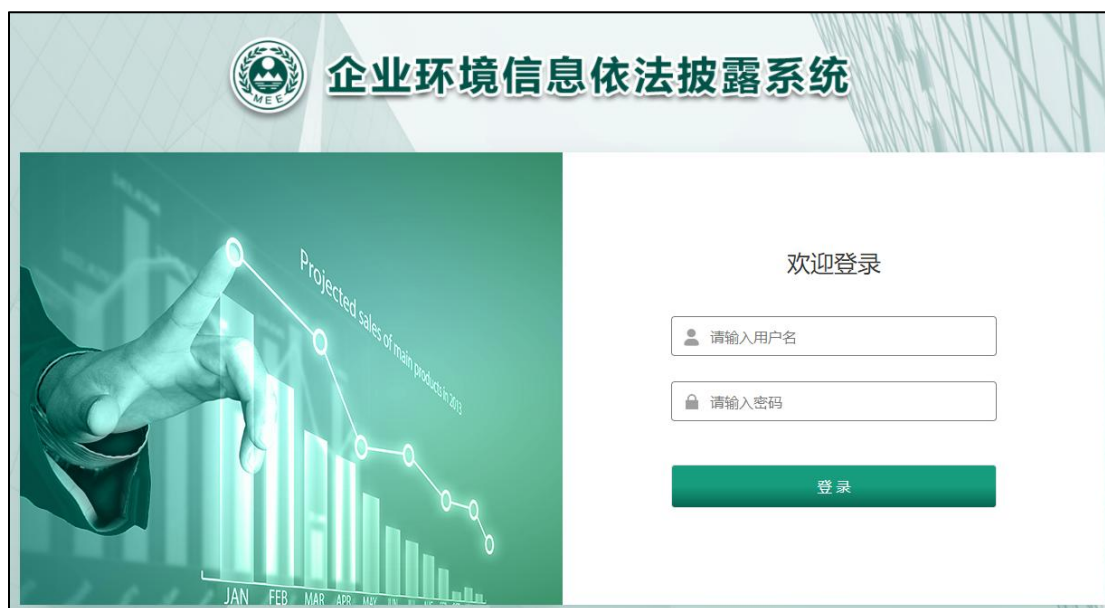 MEE
企业环境信息依法披露系统
Projected sales of main products in 2013
欢迎登录
请输入用户名
请输入密码
登录
JAN FEB MAR APR MAY